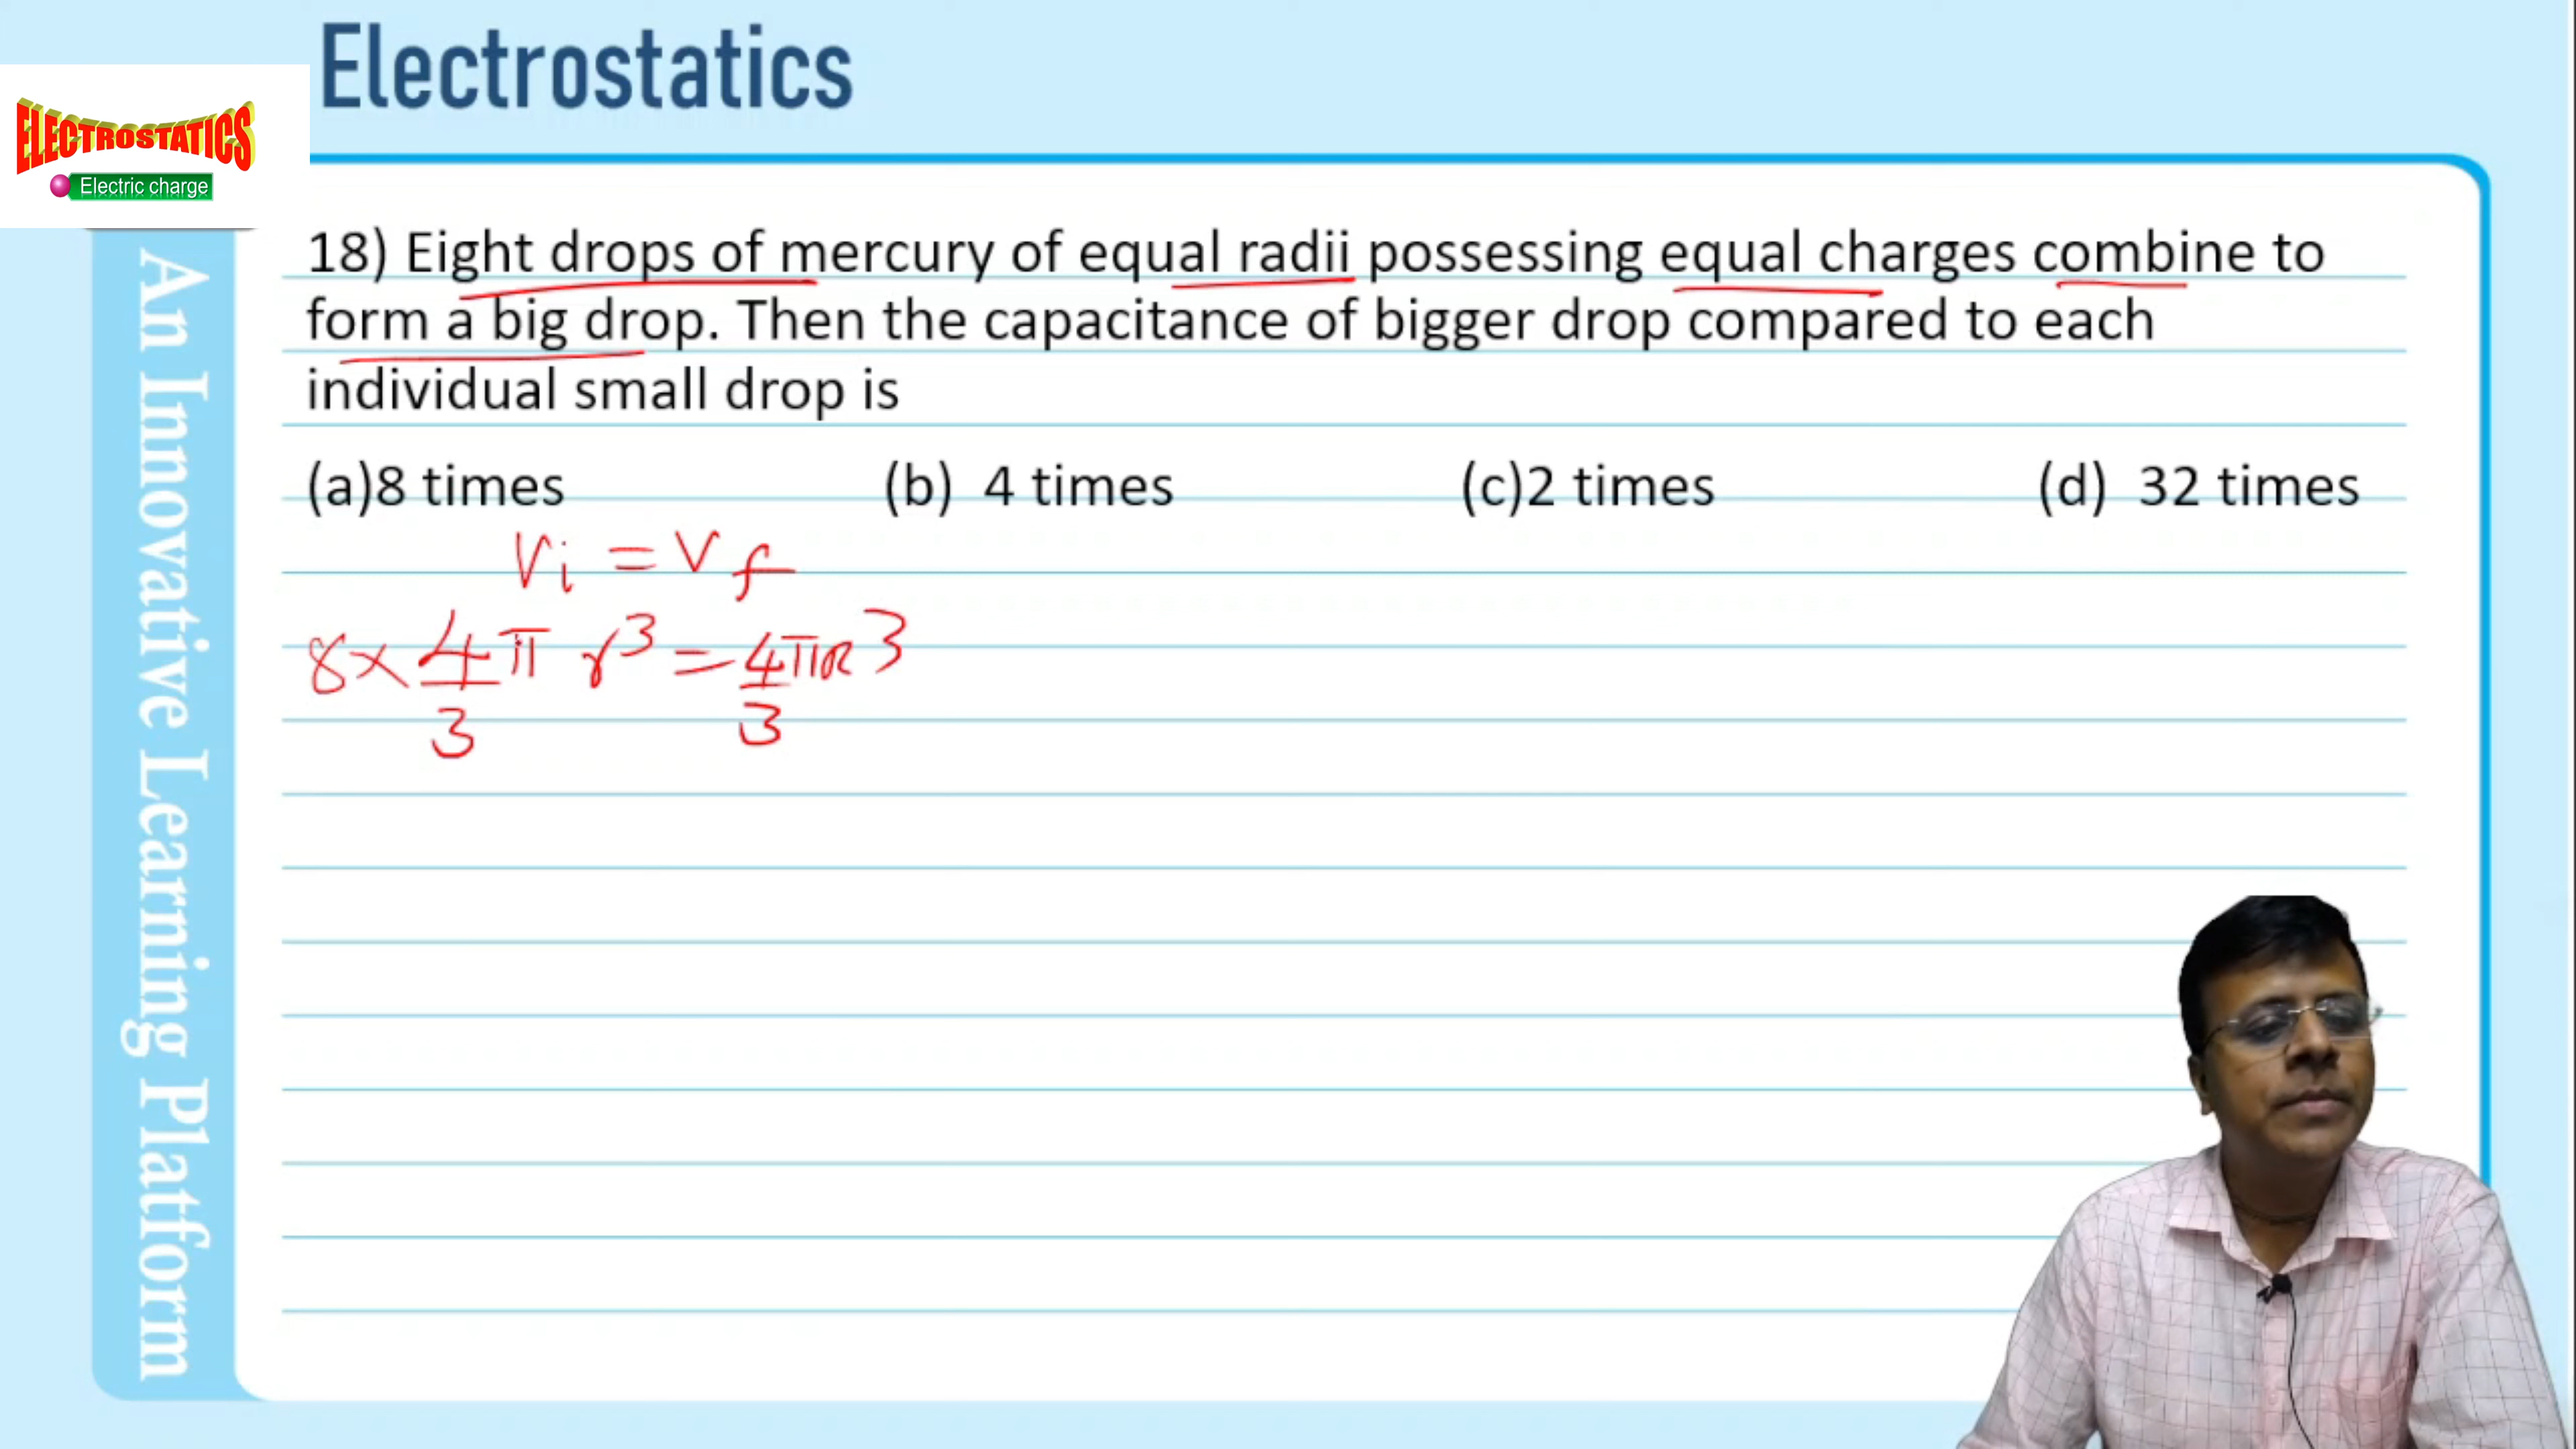 Electrostatics
ELECTROSTATICS
Electric charge
An Innovative Learning Platform
18) Eight drops of mercury of equal radii possessing equal charges combine to
form a big drop. Then the capacitance of bigger drop compared to each
individual small drop is
(a)8 times (b) 4 times (c)2 times (d) 32 times
Vi = Vf
8 × 4/3 π r³ = 4/3 πR³